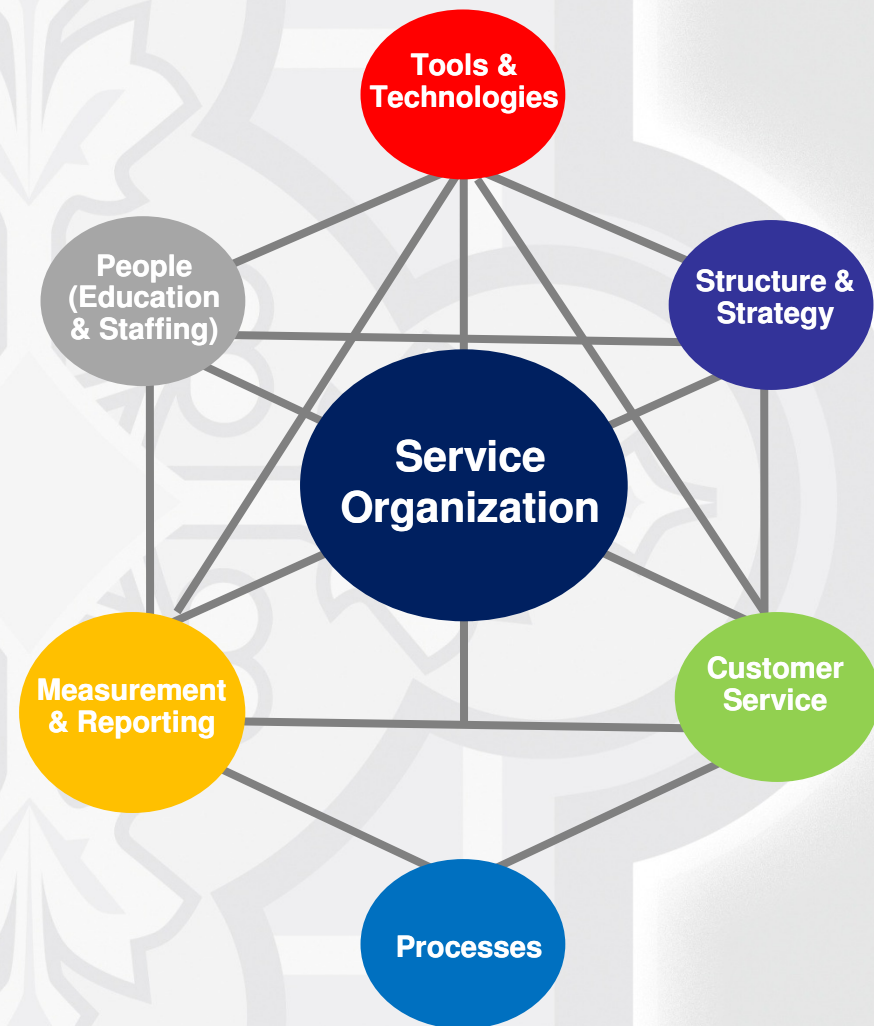 Tools &
Technologies
People
(Education
& Staffing)
Structure &
Strategy
Service
Organization
Measurement
& Reporting
Customer
Service
Processes